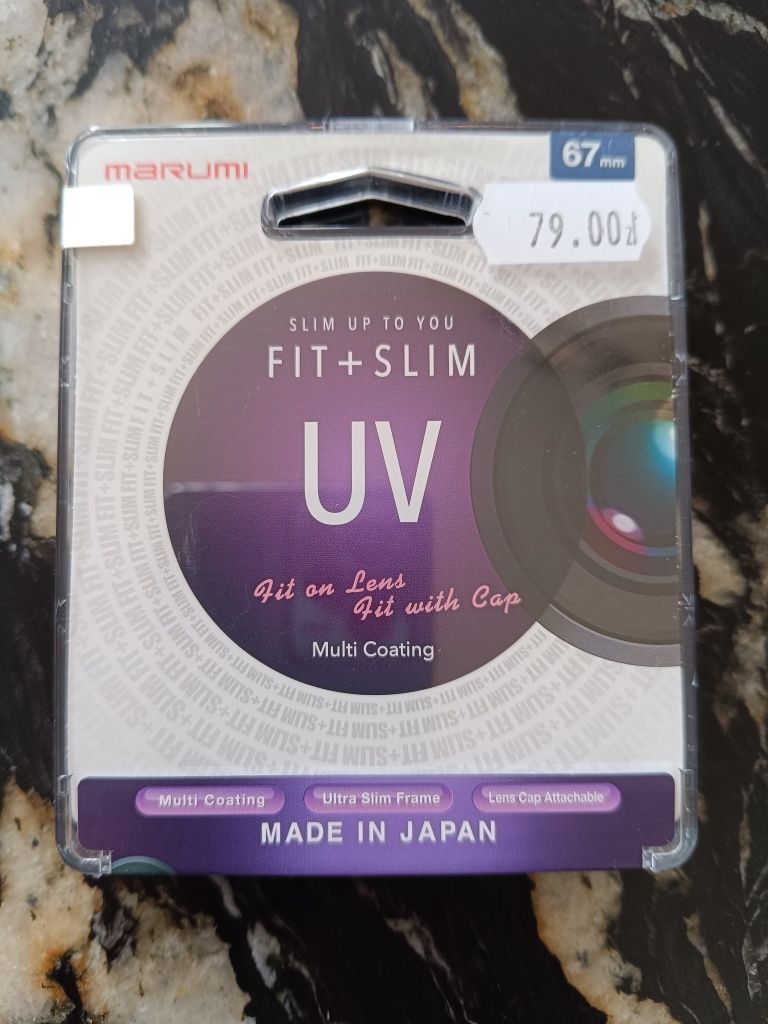 marumi
67mm
79.00zł
SLIM UP TO YOU
FIT+SLIM
UV
Fit on Lens
Fit with Cap
Multi Coating
Multi Coating
Ultra Slim Frame
Lens Cap Attachable
MADE IN JAPAN